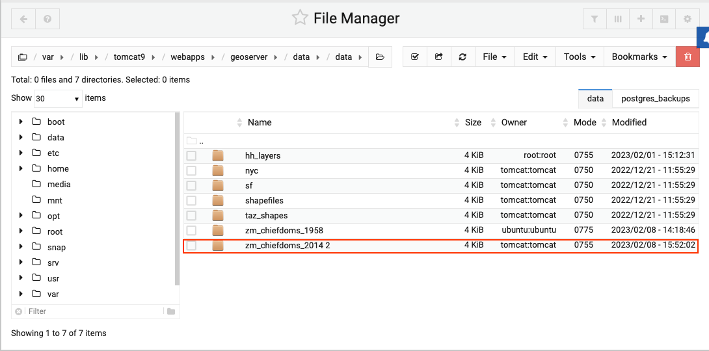 File Manager
var / lib / tomcat9 / webapps / geoserver / data / data /
File Edit Tools Bookmarks
Total: 0 files and 7 directories. Selected: 0 items
Show 30 items
data postgres_backups
boot
data
etc
home
media
mnt
opt
root
snap
srv
usr
var
Filter
Name Size Owner Mode Modified
..
hh_layers 4 KiB root:root 0755 2023/02/01 - 15:12:31
nyc 4 KiB tomcat:tomcat 0750 2022/12/21 - 11:55:29
sf 4 KiB tomcat:tomcat 0750 2022/12/21 - 11:55:29
shapefiles 4 KiB tomcat:tomcat 0750 2022/12/21 - 11:55:29
taz_shapes 4 KiB tomcat:tomcat 0750 2022/12/21 - 11:55:29
zm_chiefdoms_1958 4 KiB ubuntu:ubuntu 0775 2023/02/08 - 14:18:46
zm_chiefdoms_2014 2 4 KiB tomcat:tomcat 0755 2023/02/08 - 15:52:02
Showing 1 to 7 of 7 items